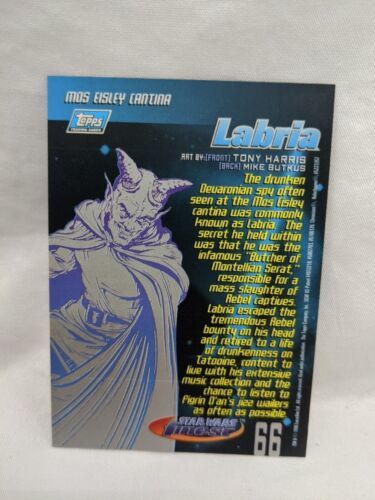 MOS EISLEY CANTINA
Topps
TRADING CARDS
Labria
ART BY: [FRONT] TONY HARRIS
[BACK] MIKE BUTKUS
The drunken
Devaronian spy often
seen at the Mos Eisley
cantina was commonly
known as Labria. The
secret he held within
was that he was the
infamous "Butcher of
Montellian Serat,"
responsible for a
mass slaughter of
Rebel captives.
Labria escaped the
tremendous Rebel
bounty on his head
and retired to a life
of drunkenness on
Tatooine, content to
live with his extensive
music collection and the
chance to listen to
Figrin D'an's jizz wailers
as often as possible.
STAR WARS
FINEST
66